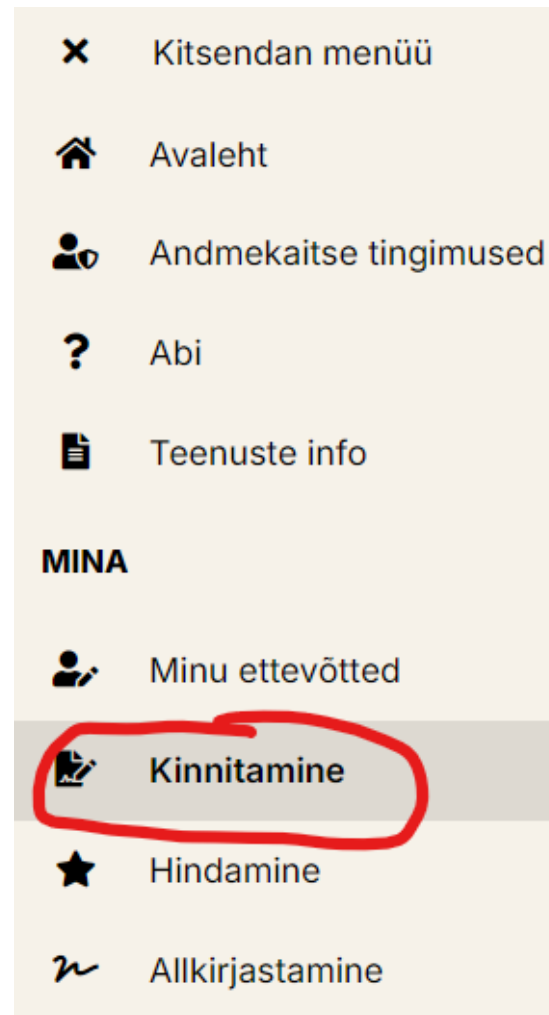 Kitsendan menüü
Avaleht
Andmekaitse tingimused
Abi
Teenuste info
MINA
Minu ettevõtted
Kinnitamine
Hindamine
Allkirjastamine